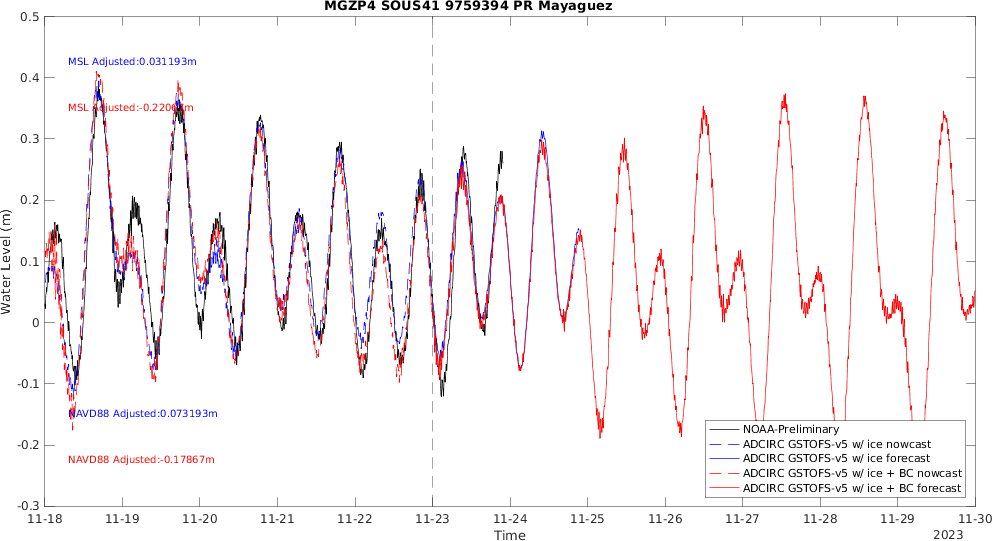 MGZP4 SOUS41 9759394 PR Mayaguez
0.5
0.4
0.3
0.2
0.1
0
-0.1
-0.2
-0.3
Water Level (m)
MSL Adjusted:0.031193m
MSL Adjusted:-0.22067m
NAVD88 Adjusted:0.073193m
NAVD88 Adjusted:-0.17867m
NOAA-Preliminary
ADCIRC GSTOFS-v5 w/ ice nowcast
ADCIRC GSTOFS-v5 w/ ice forecast
ADCIRC GSTOFS-v5 w/ ice + BC nowcast
ADCIRC GSTOFS-v5 w/ ice + BC forecast
11-18 11-19 11-20 11-21 11-22 11-23 11-24 11-25 11-26 11-27 11-28 11-29 11-30
Time
2023